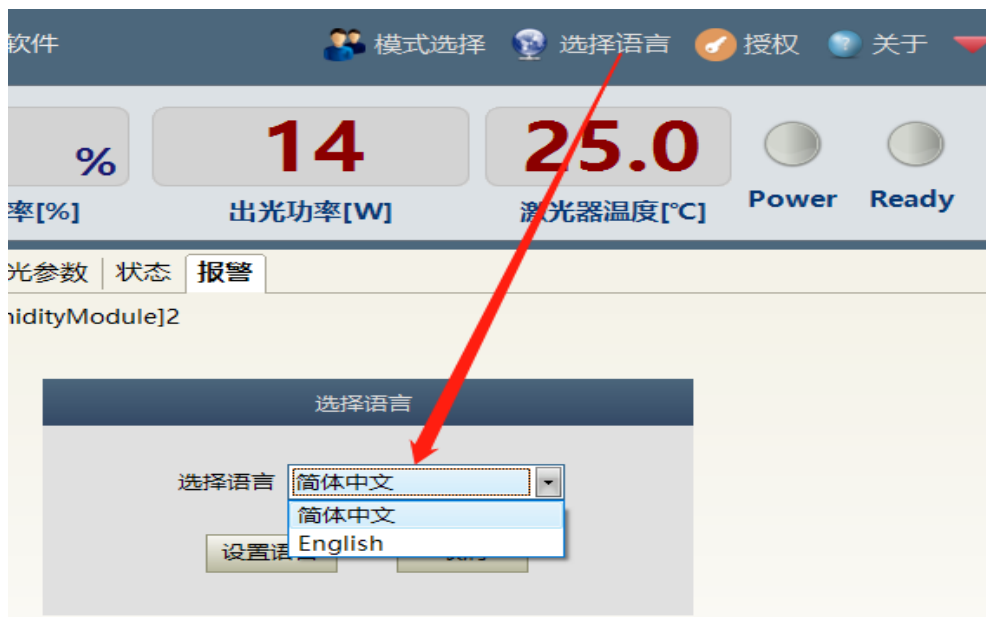 软件 模式选择 选择语言 授权 关于
% 14 25.0
率[%] 出光功率[W] 激光器温度[℃] Power Ready
光参数 状态 报警
idityModule]2
选择语言
选择语言 简体中文
简体中文
设置语言 English